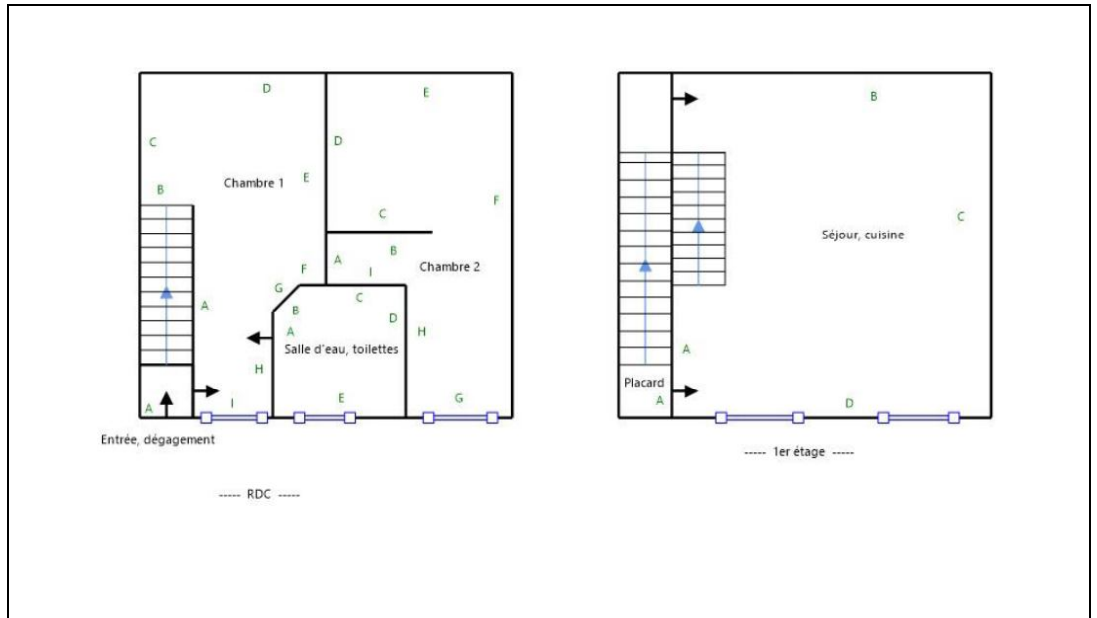 D
E
B
C
D
B
Chambre 1
E
F
C
C
Séjour, cuisine
B
A
Chambre 2
F
I
G
C
B
A
D
A
H
Salle d'eau, toilettes
A
H
Placard
A
I
E
G
A
D
Entrée, dégagement
----- 1er étage -----
----- RDC -----